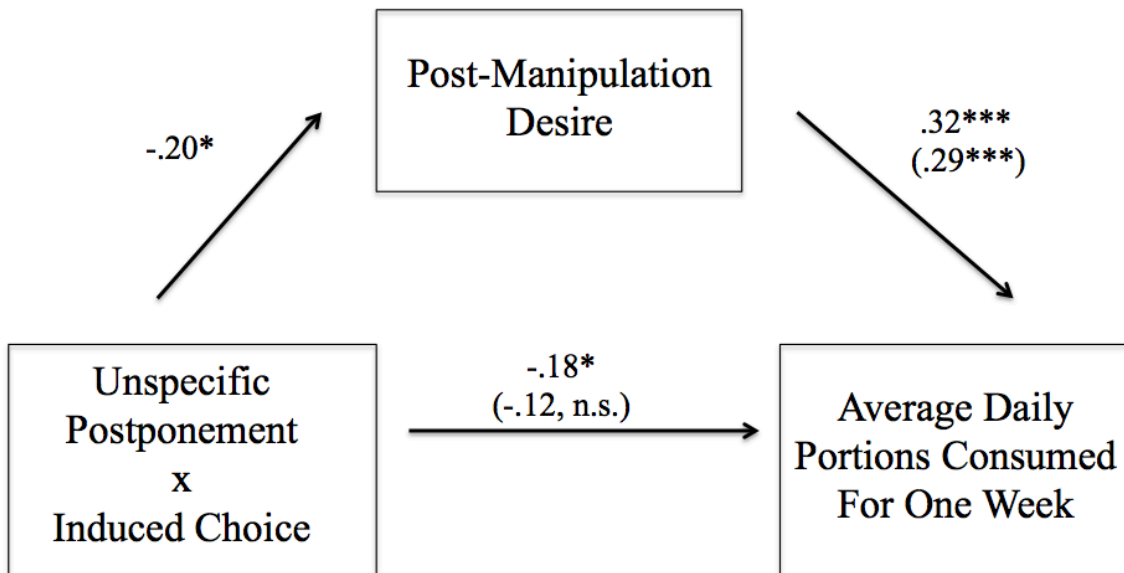 Post-Manipulation
Desire
-.20*
.32***
(.29***)
Unspecific
Postponement
x
Induced Choice
-.18*
(-.12, n.s.)
Average Daily
Portions Consumed
For One Week